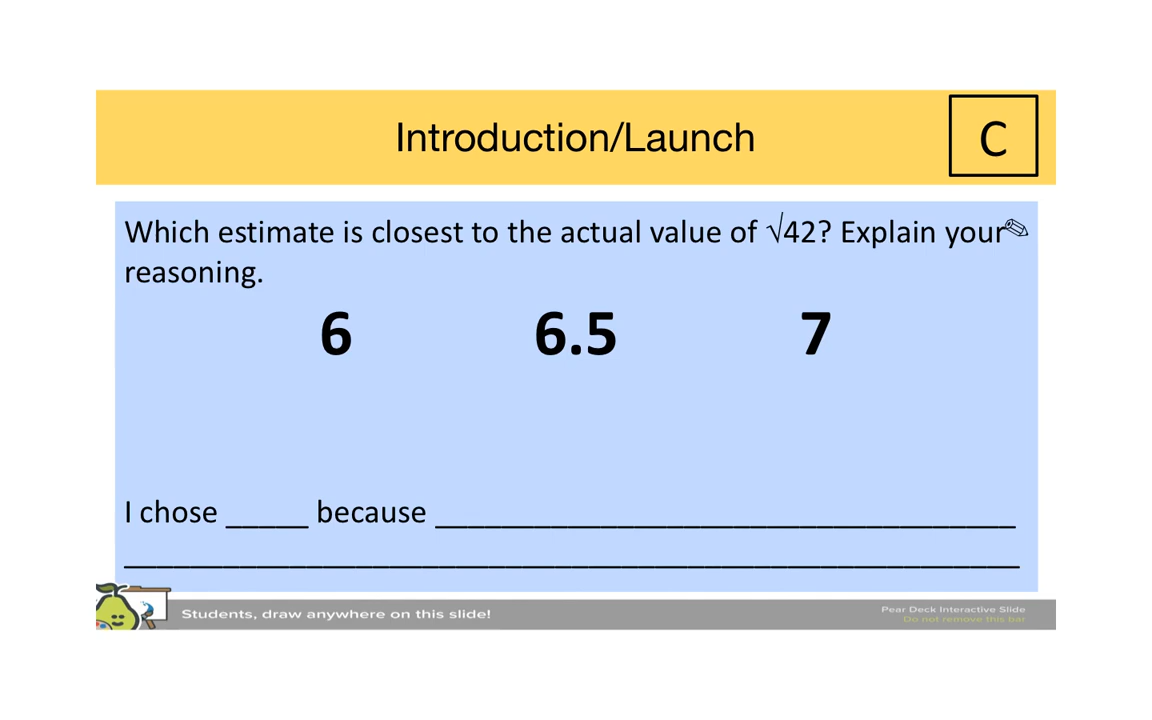 Introduction/Launch
C
Which estimate is closest to the actual value of √42? Explain your✎
reasoning.
6 6.5 7
I chose _____ because ___________________________________
______________________________________________________
Students, draw anywhere on this slide!
Pear Deck Interactive Slide
Do not remove this bar